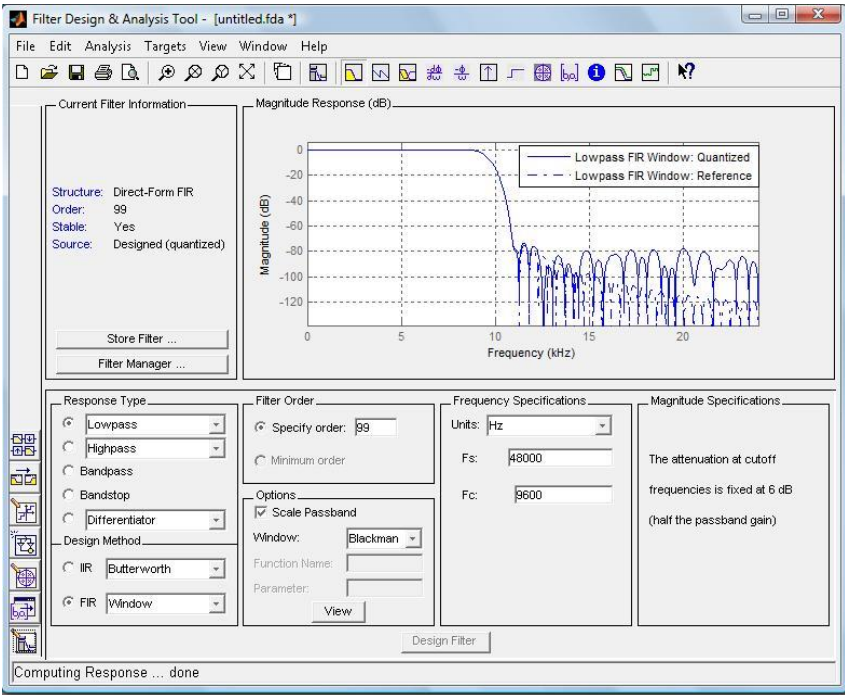 Filter Design & Analysis Tool - [untitled.fda *]
File Edit Analysis Targets View Window Help
Current Filter Information
Structure: Direct-Form FIR
Order: 99
Stable: Yes
Source: Designed (quantized)
Store Filter ...
Filter Manager ...
Magnitude Response (dB)
Lowpass FIR Window: Quantized
Lowpass FIR Window: Reference
Magnitude (dB)
0
-20
-40
-60
-80
-100
-120
0 5 10 15 20
Frequency (kHz)
Response Type
Lowpass
Highpass
Bandpass
Bandstop
Differentiator
Design Method
IIR Butterworth
FIR Window
Filter Order
Specify order: 99
Minimum order
Options
Scale Passband
Window: Blackman
Function Name:
Parameter:
View
Frequency Specifications
Units: Hz
Fs: 48000
Fc: 9600
Magnitude Specifications
The attenuation at cutoff
frequencies is fixed at 6 dB
(half the passband gain)
Design Filter
Computing Response ... done